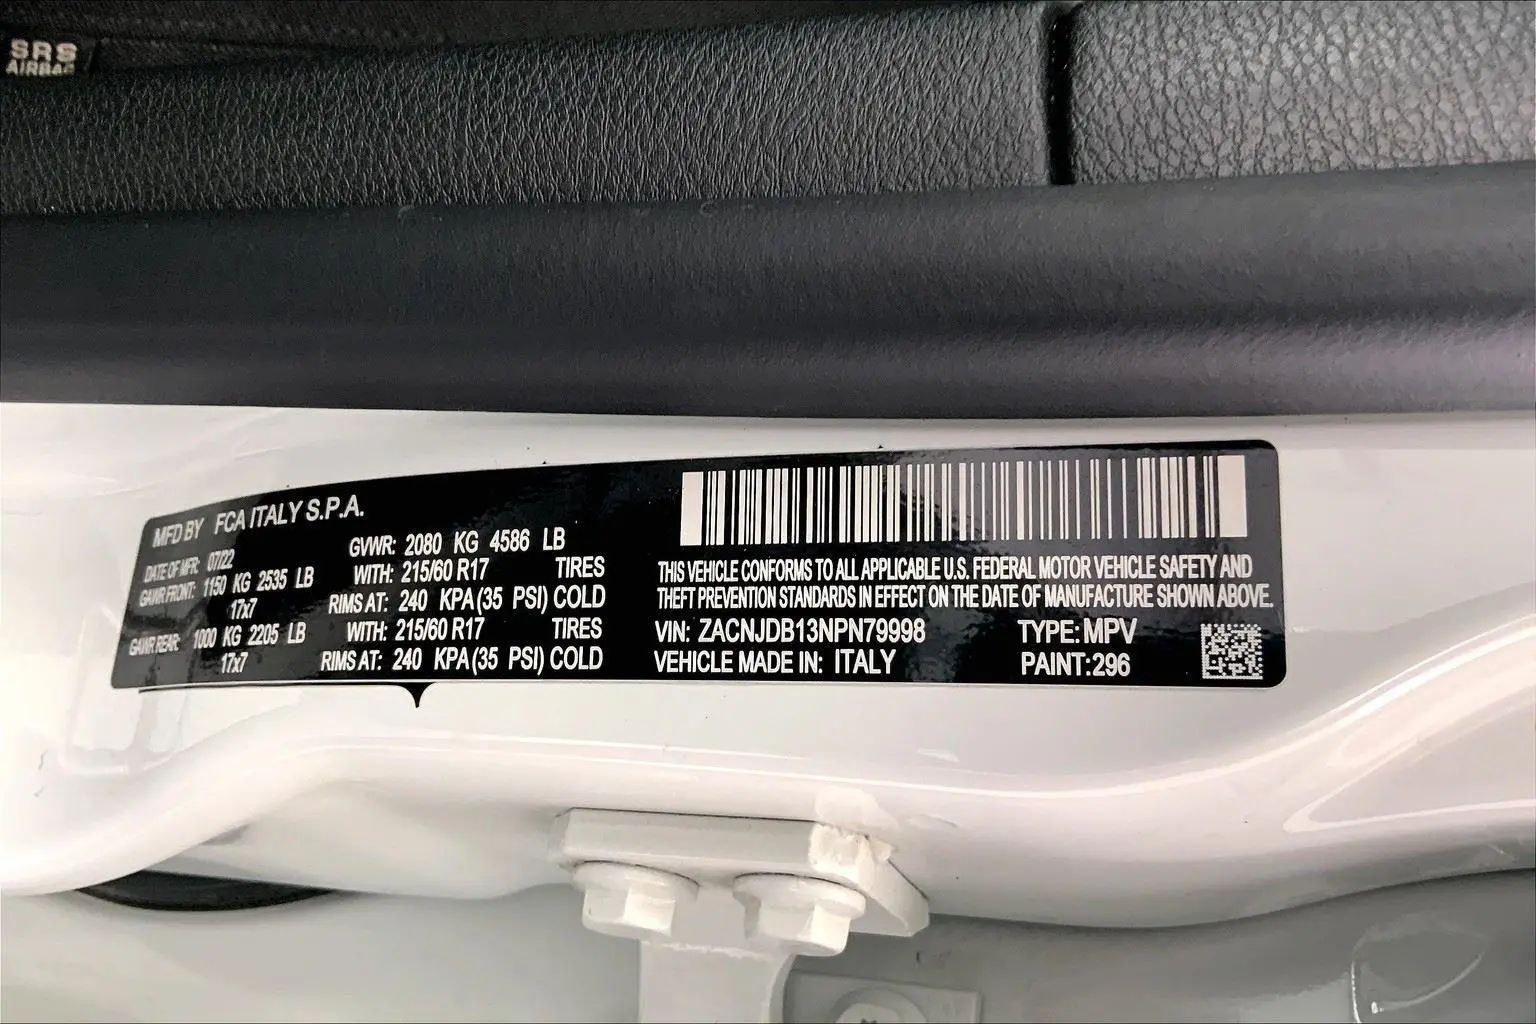 SRS
AIRBAG
MFD BY FCA ITALY S.P.A.
DATE OF MFR: 07/22 GVWR: 2080 KG 4586 LB
GAWR FRONT: 1150 KG 2535 LB WITH: 215/60 R17 TIRES
17x7 RIMS AT: 240 KPA(35 PSI) COLD
GAWR REAR: 1000 KG 2205 LB WITH: 215/60 R17 TIRES
17x7 RIMS AT: 240 KPA(35 PSI) COLD
THIS VEHICLE CONFORMS TO ALL APPLICABLE U.S. FEDERAL MOTOR VEHICLE SAFETY AND
THEFT PREVENTION STANDARDS IN EFFECT ON THE DATE OF MANUFACTURE SHOWN ABOVE.
VIN: ZACNJDB13NPN79998 TYPE: MPV
VEHICLE MADE IN: ITALY PAINT: 296